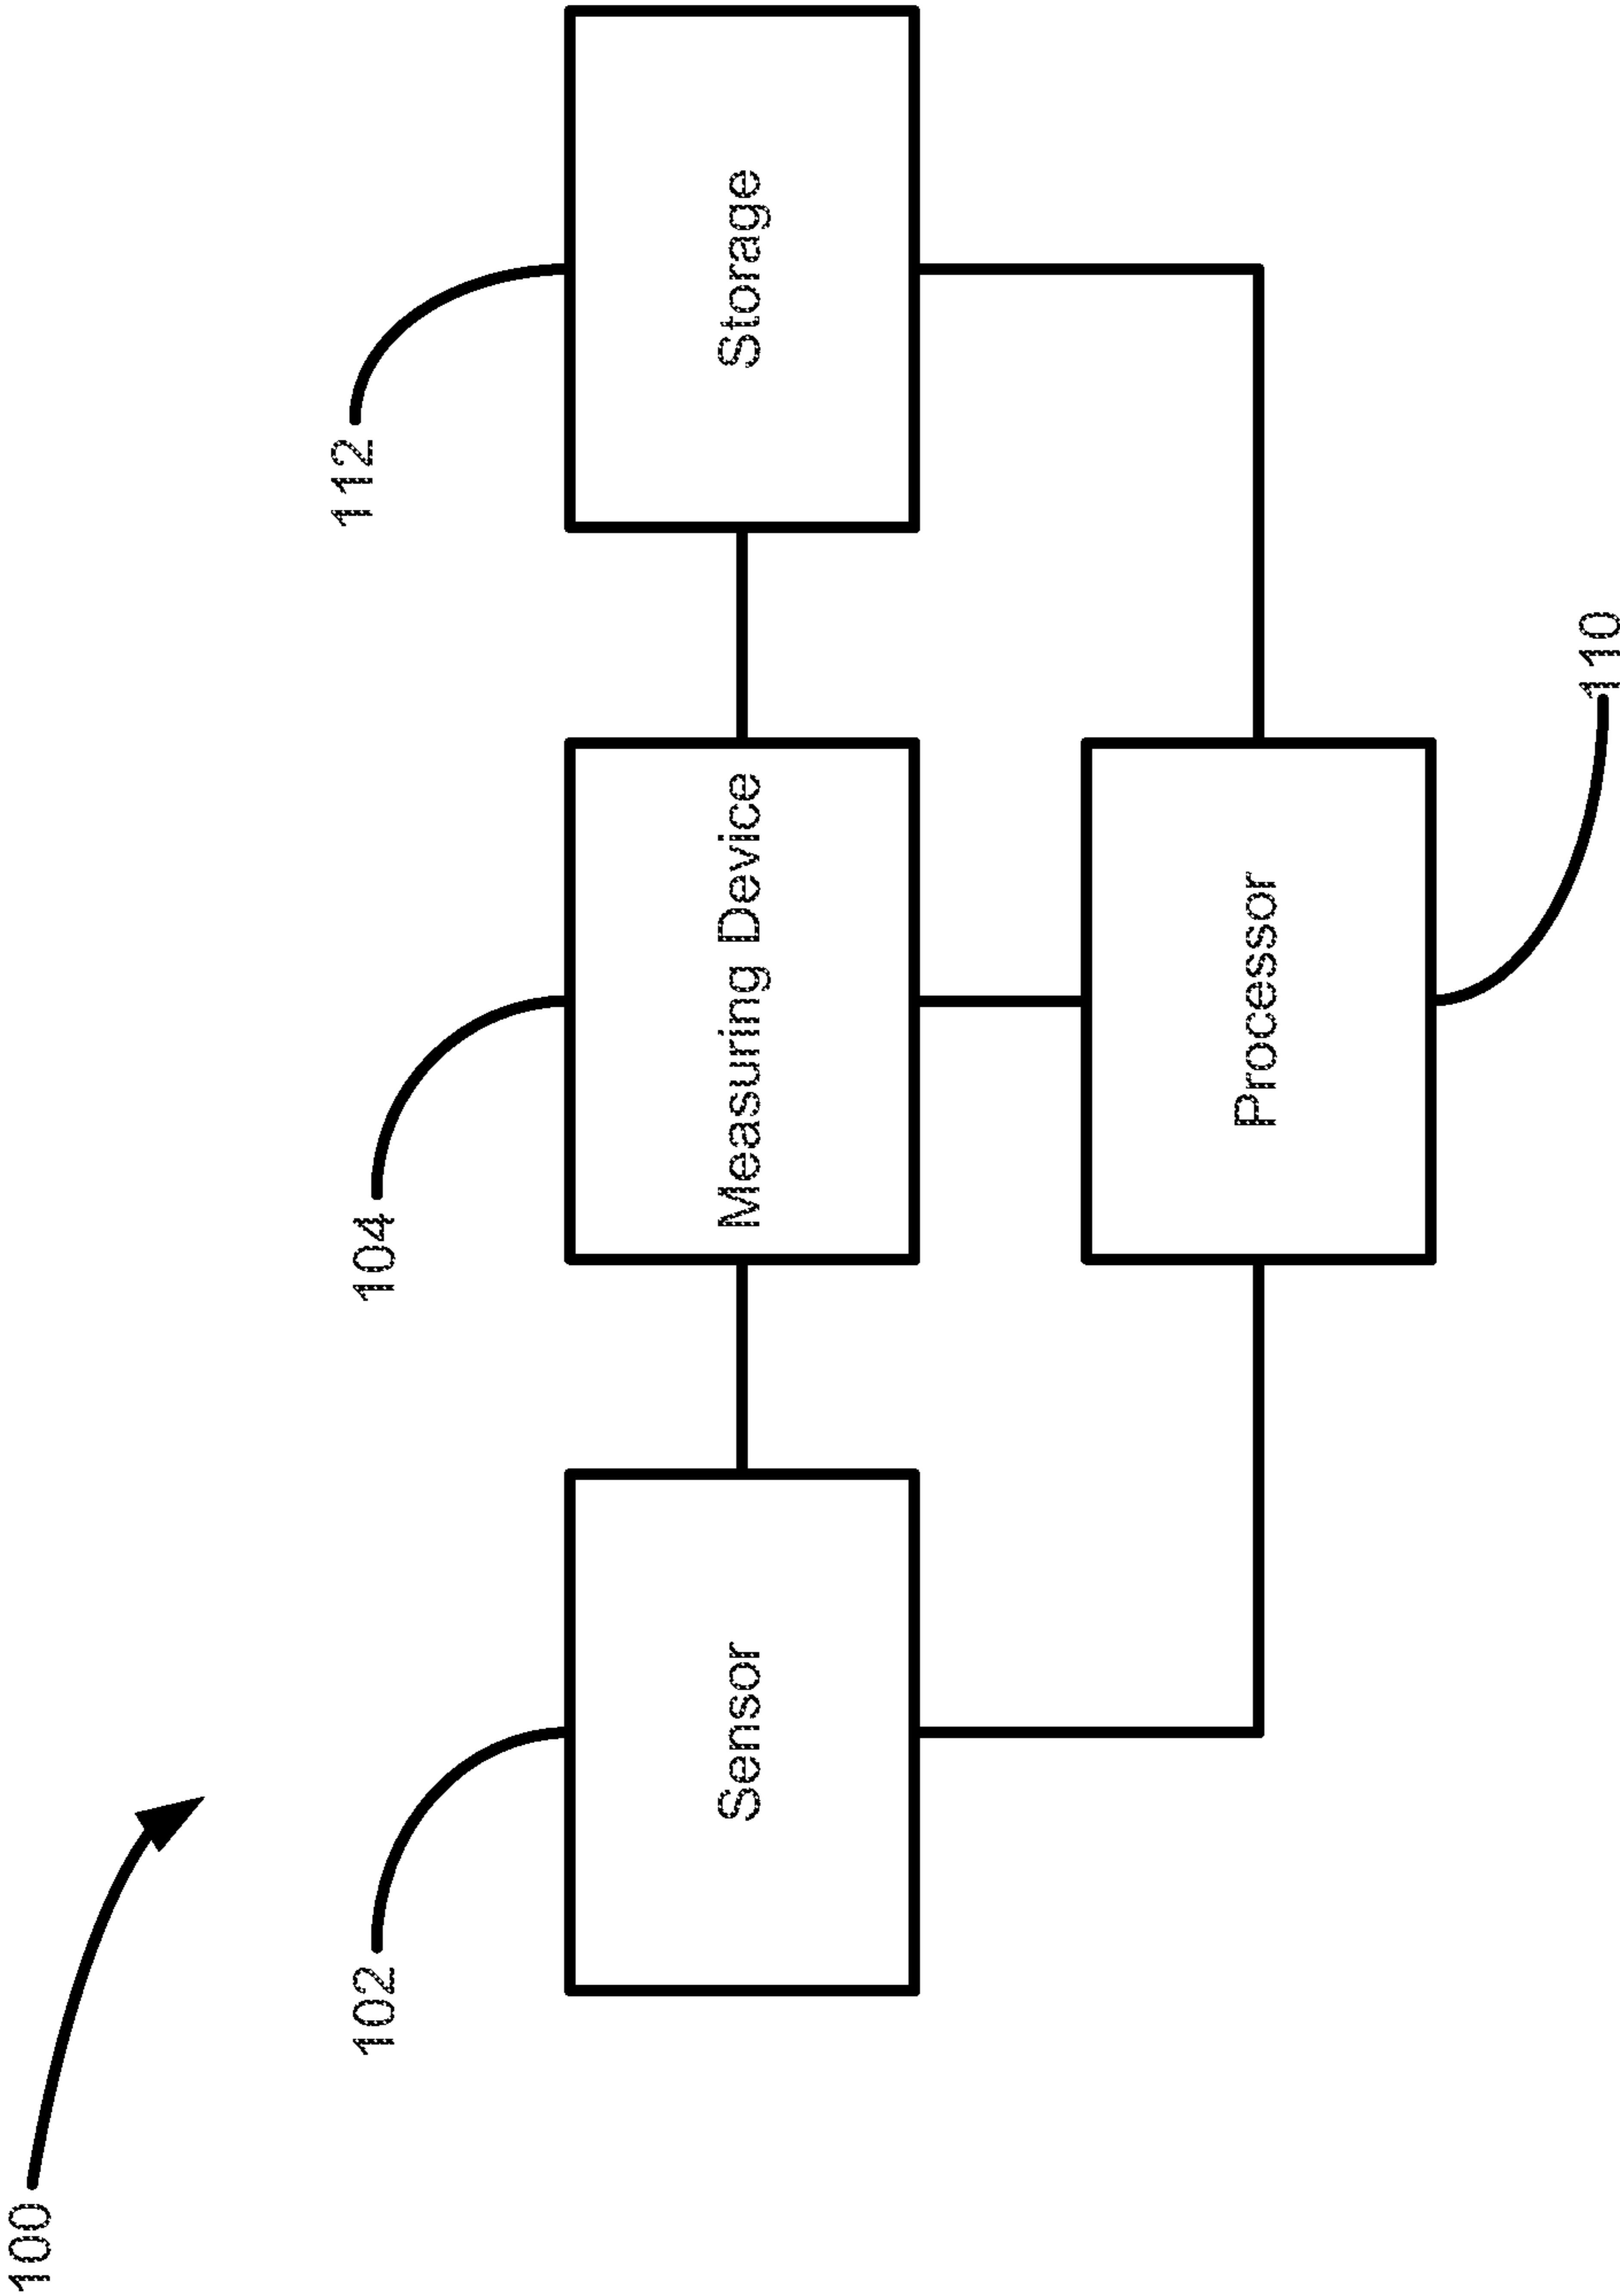 100
102
104
112
Sensor
Measuring Device
Storage
Processor
110